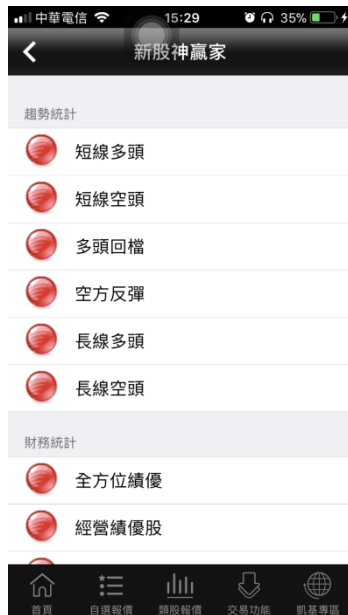 中華電信 15:29 35%
新股神贏家
趨勢統計
短線多頭
短線空頭
多頭回檔
空方反彈
長線多頭
長線空頭
財務統計
全方位績優
經營績優股
首頁 自選報價 類股報價 交易功能 凱基專區